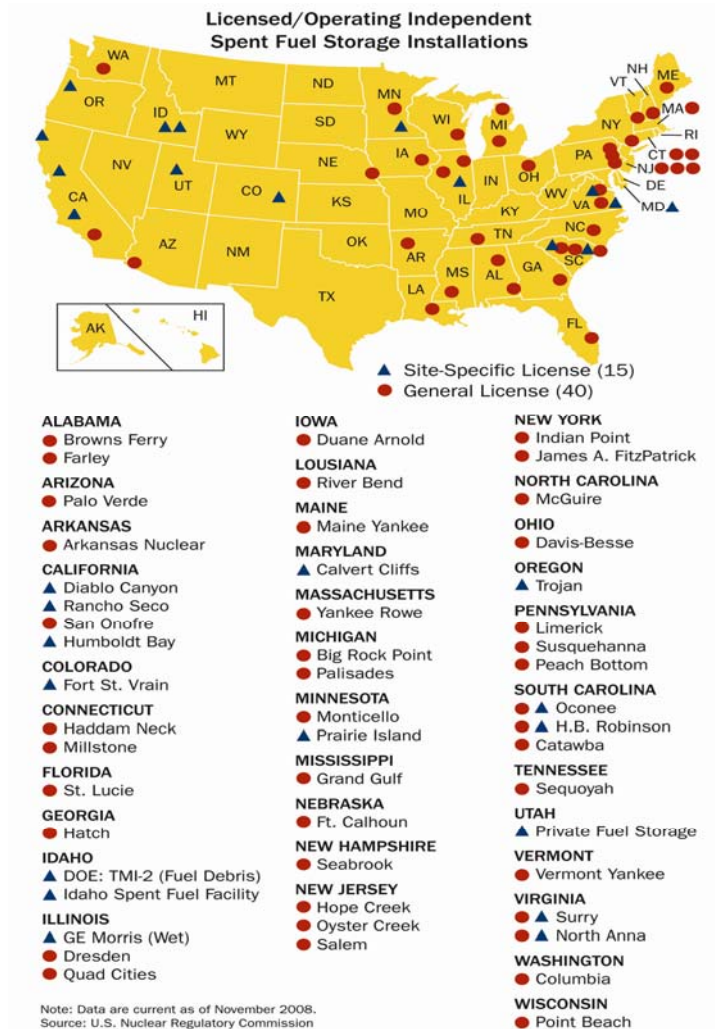 Licensed/Operating Independent
Spent Fuel Storage Installations
WA
OR
ID
MT
ND
MN
WI
MI
NY
VT
NH
ME
MA
RI
CT
NJ
DE
MD
PA
SD
WY
NV
UT
CO
NE
IA
IL
IN
OH
WV
VA
KS
MO
KY
CA
AZ
NM
OK
AR
TN
NC
SC
TX
LA
MS
AL
GA
FL
AK
HI
Site-Specific License (15)
General License (40)
ALABAMA
Browns Ferry
Farley
ARIZONA
Palo Verde
ARKANSAS
Arkansas Nuclear
CALIFORNIA
Diablo Canyon
Rancho Seco
San Onofre
Humboldt Bay
COLORADO
Fort St. Vrain
CONNECTICUT
Haddam Neck
Millstone
FLORIDA
St. Lucie
GEORGIA
Hatch
IDAHO
DOE: TMI-2 (Fuel Debris)
Idaho Spent Fuel Facility
ILLINOIS
GE Morris (Wet)
Dresden
Quad Cities
IOWA
Duane Arnold
LOUSIANA
River Bend
MAINE
Maine Yankee
MARYLAND
Calvert Cliffs
MASSACHUSETTS
Yankee Rowe
MICHIGAN
Big Rock Point
Palisades
MINNESOTA
Monticello
Prairie Island
MISSISSIPPI
Grand Gulf
NEBRASKA
Ft. Calhoun
NEW HAMPSHIRE
Seabrook
NEW JERSEY
Hope Creek
Oyster Creek
Salem
NEW YORK
Indian Point
James A. FitzPatrick
NORTH CAROLINA
McGuire
OHIO
Davis-Besse
OREGON
Trojan
PENNSYLVANIA
Limerick
Susquehanna
Peach Bottom
SOUTH CAROLINA
Oconee
H.B. Robinson
Catawba
TENNESSEE
Sequoyah
UTAH
Private Fuel Storage
VERMONT
Vermont Yankee
VIRGINIA
Surry
North Anna
WASHINGTON
Columbia
WISCONSIN
Point Beach
Note: Data are current as of November 2008.
Source: U.S. Nuclear Regulatory Commission